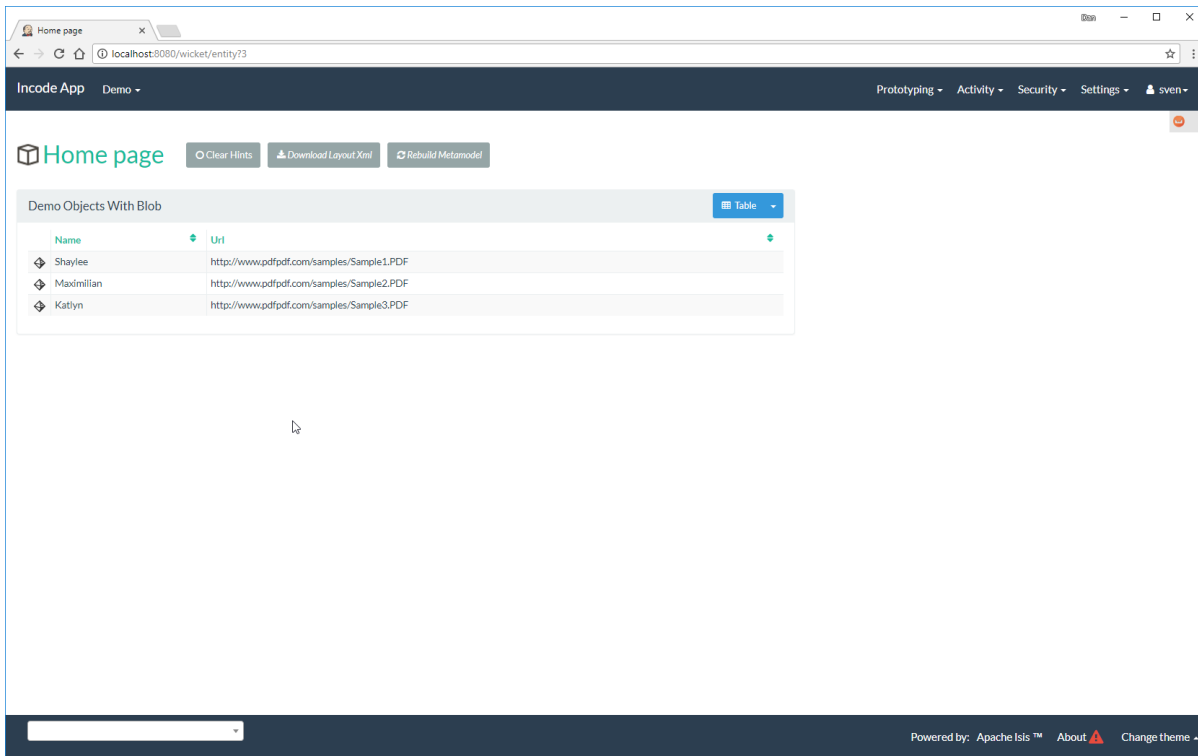 Home page
Dan
localhost:8080/wicket/entity?3
Incode App Demo Prototyping Activity Security Settings sven
Home page Clear Hints Download Layout Xml Rebuild Metamodel
Demo Objects With Blob Table
Name Url
Shaylee http://www.pdfpdf.com/samples/Sample1.PDF
Maximilian http://www.pdfpdf.com/samples/Sample2.PDF
Katlyn http://www.pdfpdf.com/samples/Sample3.PDF
Powered by: Apache Isis ™ About Change theme